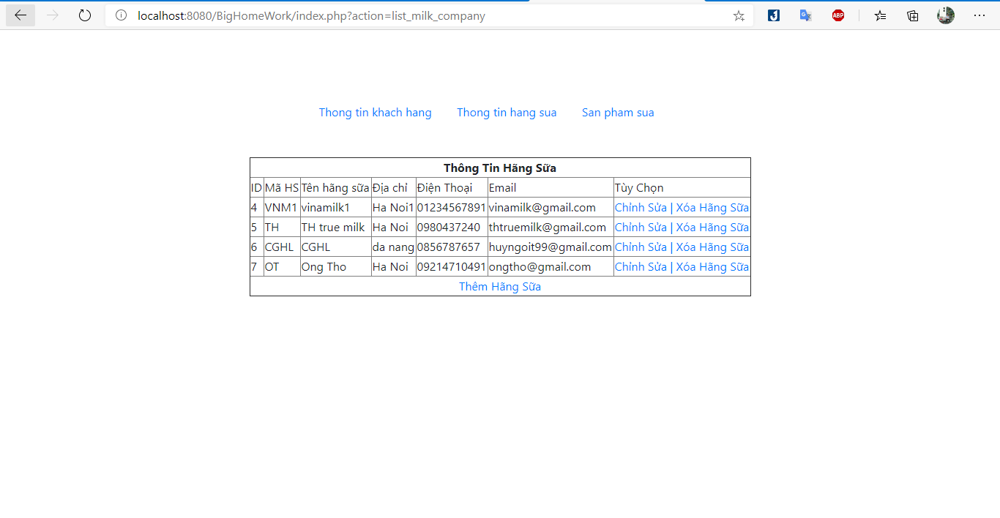 localhost:8080/BigHomeWork/index.php?action=list_milk_company
ABP
Thong tin khach hang Thong tin hang sua San pham sua
Thông Tin Hãng Sữa
ID Mã HS Tên hãng sữa Địa chỉ Điện Thoại Email Tùy Chọn
4 VNM1 vinamilk1 Ha Noi1 01234567891 vinamilk@gmail.com Chỉnh Sửa | Xóa Hãng Sữa
5 TH TH true milk Ha Noi 0980437240 thtruemilk@gmail.com Chỉnh Sửa | Xóa Hãng Sữa
6 CGHL CGHL da nang 0856787657 huyngoit99@gmail.com Chỉnh Sửa | Xóa Hãng Sữa
7 OT Ong Tho Ha Noi 09214710491 ongtho@gmail.com Chỉnh Sửa | Xóa Hãng Sữa
Thêm Hãng Sữa